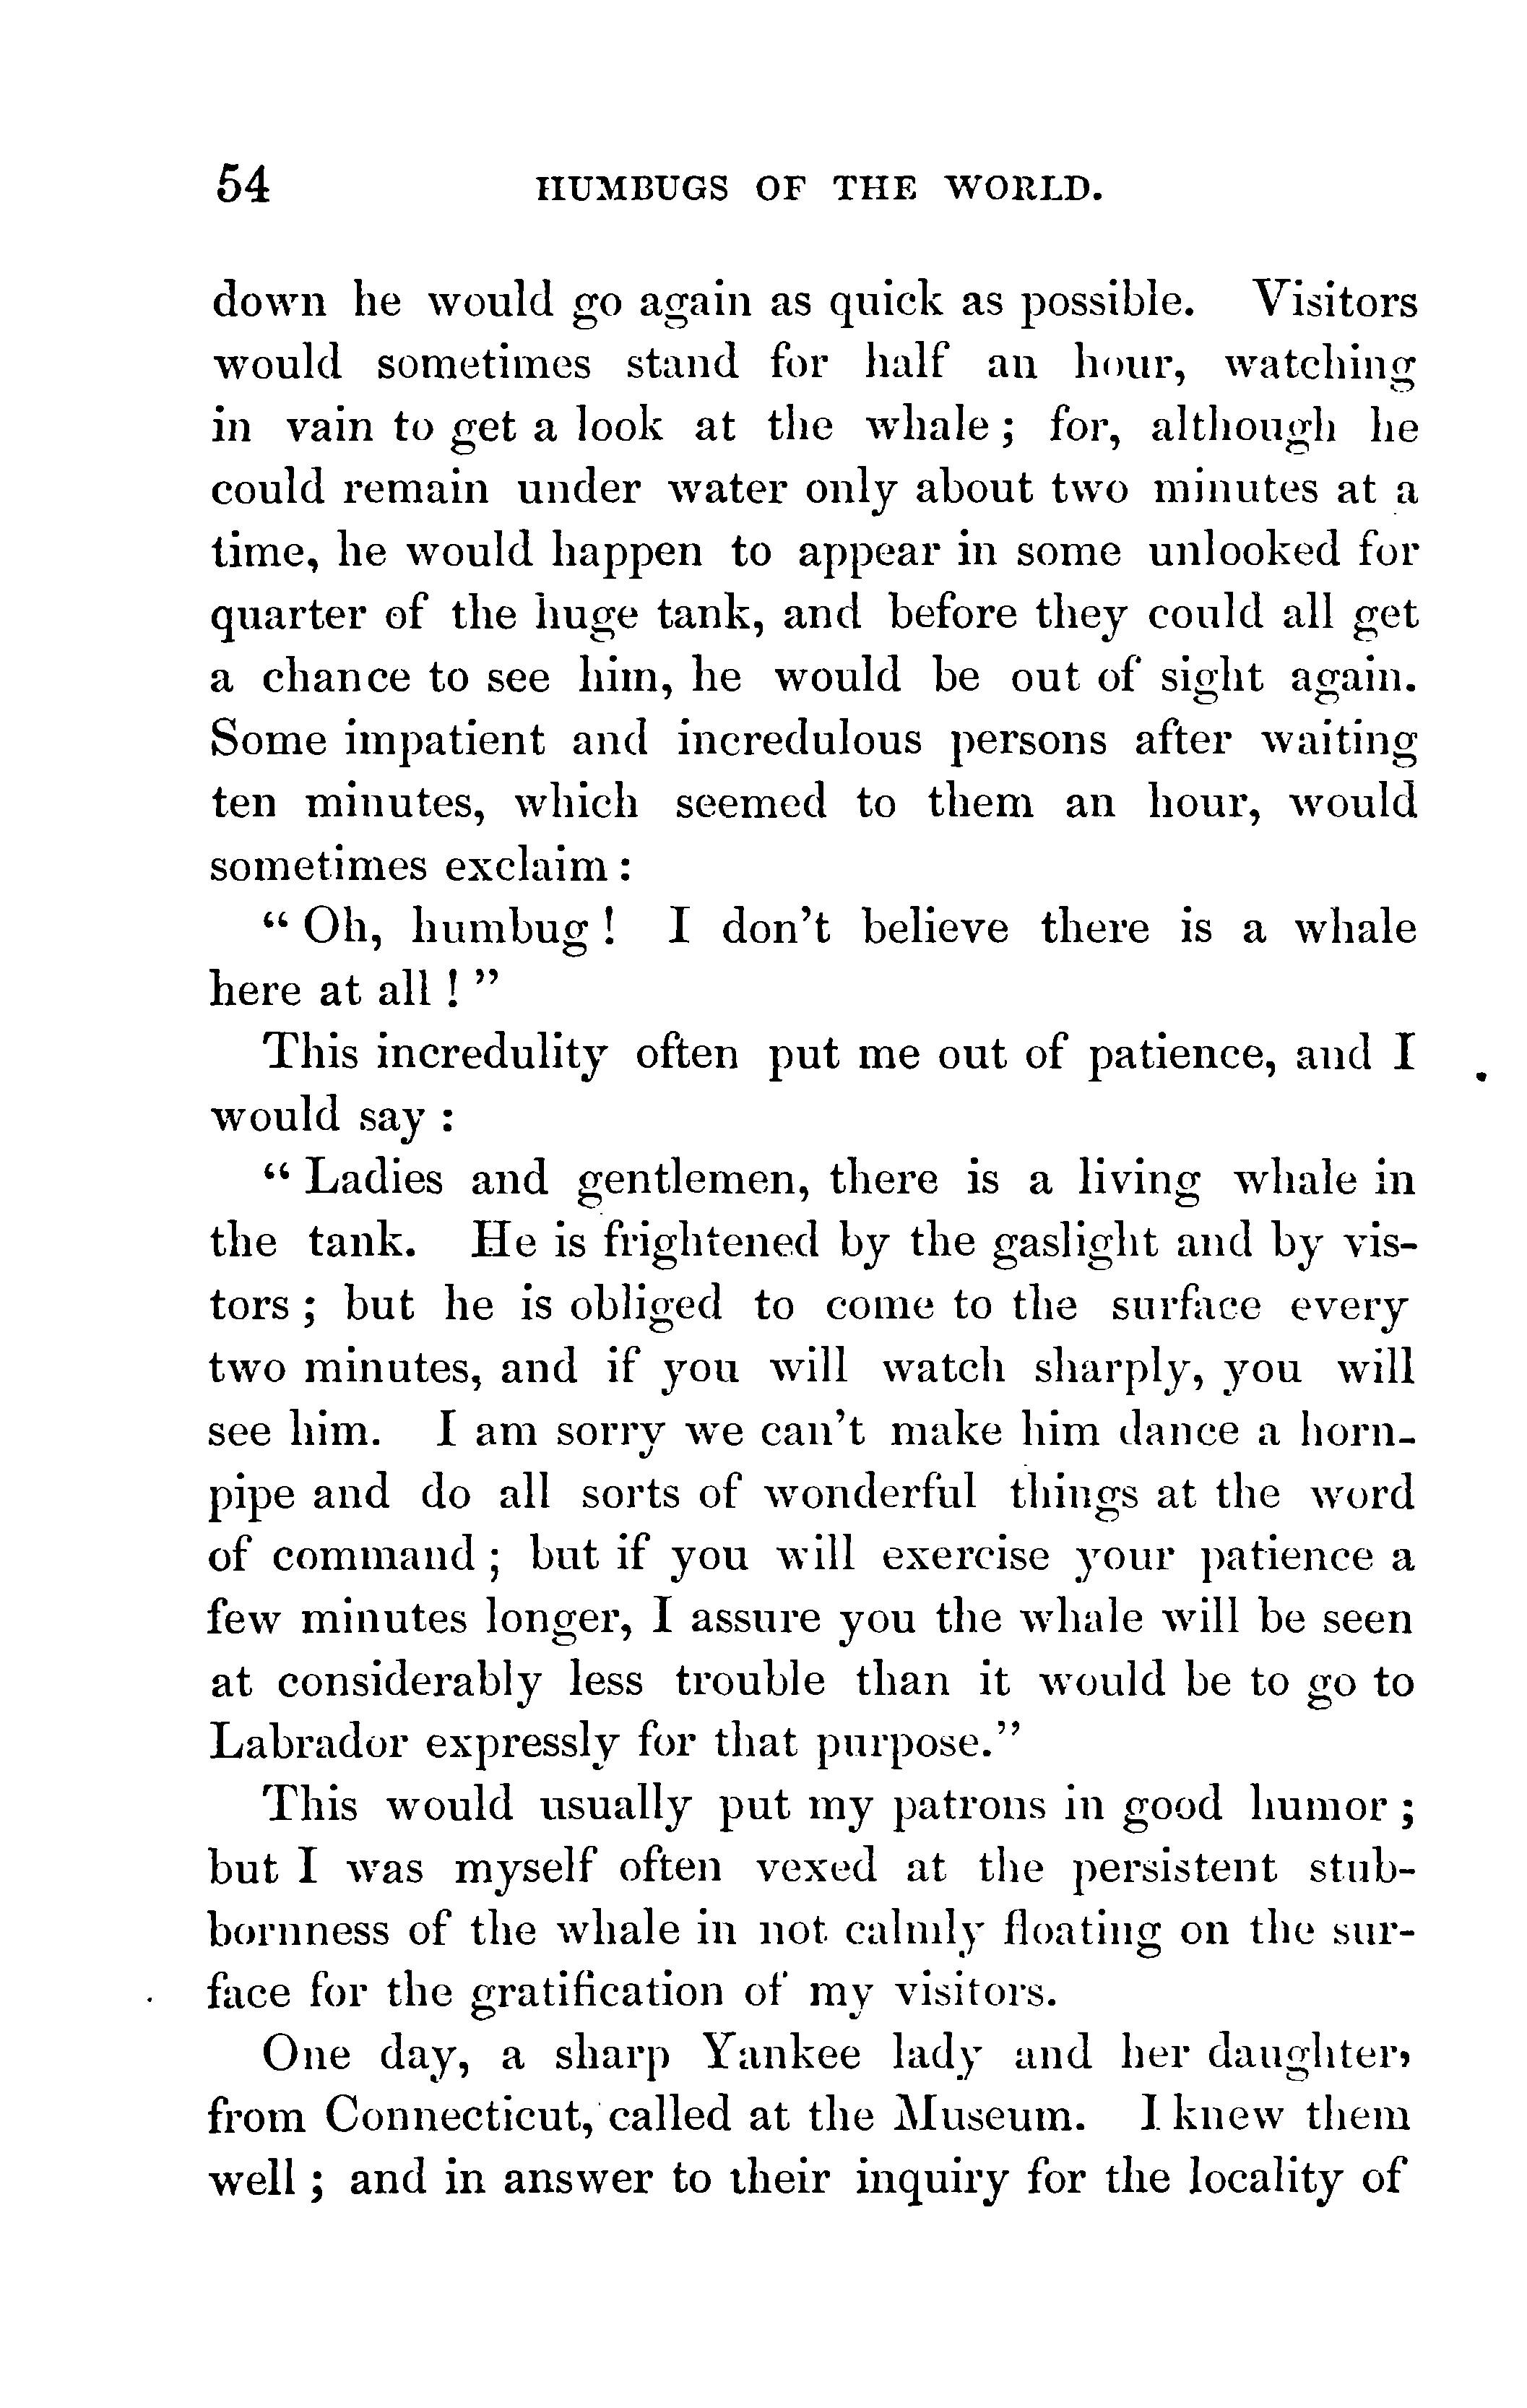 54 HUMBUGS OF THE WORLD.
down he would go again as quick as possible. Visitors
would sometimes stand for half an hour, watching
in vain to get a look at the whale ; for, although he
could remain under water only about two minutes at a
time, he would happen to appear in some unlooked for
quarter of the huge tank, and before they could all get
a chance to see him, he would be out of sight again.
Some impatient and incredulous persons after waiting
ten minutes, which seemed to them an hour, would
sometimes exclaim :
“ Oh, humbug ! I don’t believe there is a whale
here at all ! ”
This incredulity often put me out of patience, and I
would say :
“ Ladies and gentlemen, there is a living whale in
the tank. He is frightened by the gaslight and by vis-
tors ; but he is obliged to come to the surface every
two minutes, and if you will watch sharply, you will
see him. I am sorry we can’t make him dance a horn-
pipe and do all sorts of wonderful things at the word
of command ; but if you will exercise your patience a
few minutes longer, I assure you the whale will be seen
at considerably less trouble than it would be to go to
Labrador expressly for that purpose.”
This would usually put my patrons in good humor ;
but I was myself often vexed at the persistent stub-
bornness of the whale in not calmly floating on the sur-
face for the gratification of my visitors.
One day, a sharp Yankee lady and her daughter,
from Connecticut, called at the Museum. I knew them
well ; and in answer to their inquiry for the locality of